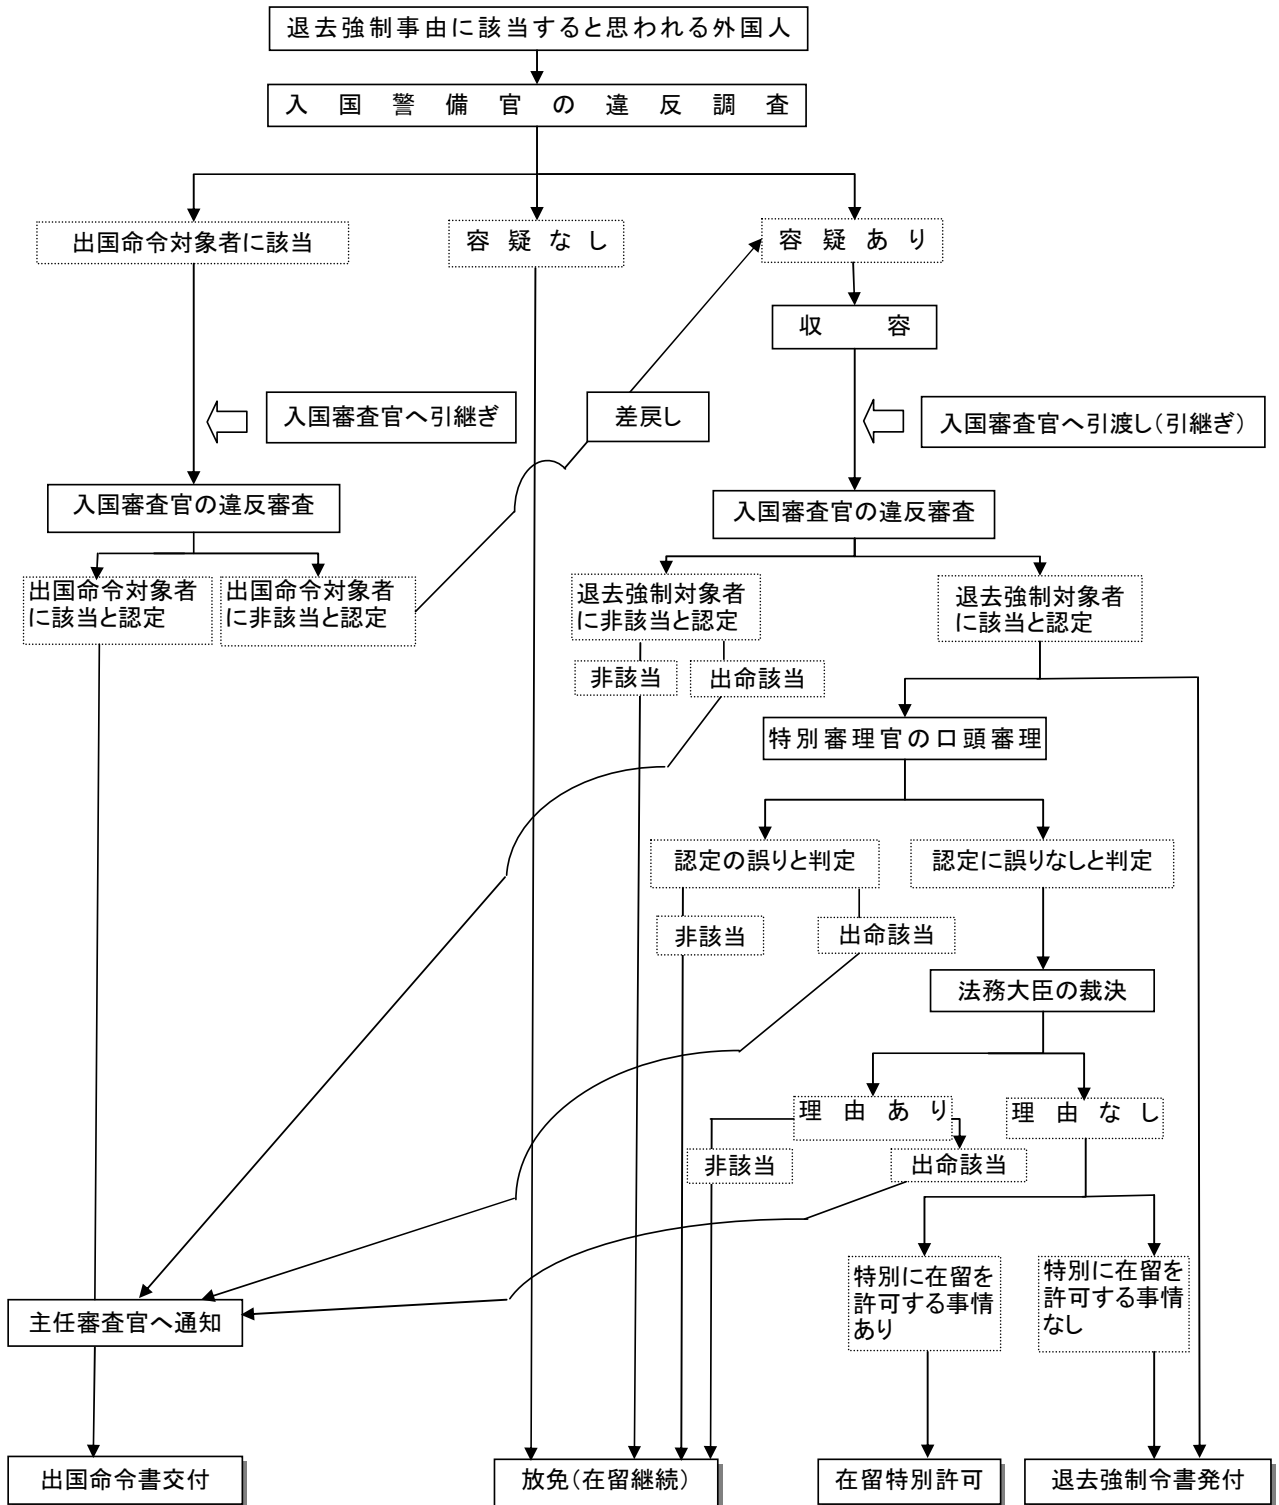 退去強制事由に該当すると思われる外国人
入国警備官の違反調査
出国命令対象者に該当
容疑なし
容疑あり
収容
入国審査官へ引継ぎ
差戻し
入国審査官へ引渡し（引継ぎ）
入国審査官の違反審査
入国審査官の違反審査
出国命令対象者
に該当と認定
出国命令対象者
に非該当と認定
退去強制対象者
に非該当と認定
退去強制対象者
に該当と認定
非該当
出命該当
特別審理官の口頭審理
認定の誤りと判定
認定に誤りなしと判定
非該当
出命該当
法務大臣の裁決
理由あり
理由なし
非該当
出命該当
特別に在留を
許可する事情
あり
特別に在留を
許可する事情
なし
主任審査官へ通知
出国命令書交付
放免（在留継続）
在留特別許可
退去強制令書発付